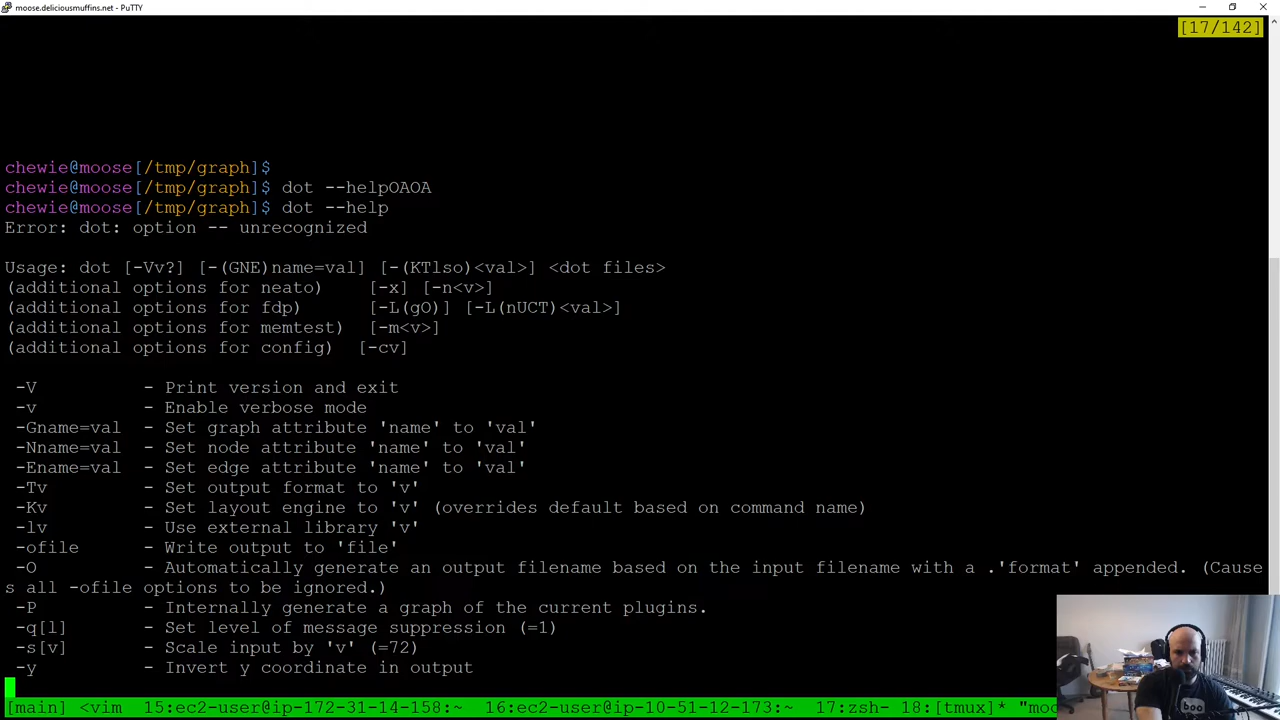 moose.deliciousmuffins.net - PuTTY
[17/142]
chewie@moose[/tmp/graph]$
chewie@moose[/tmp/graph]$ dot --helpOAOA
chewie@moose[/tmp/graph]$ dot --help
Error: dot: option -- unrecognized
Usage: dot [-Vv?] [-(GNE)name=val] [-(KTlso)<val>] <dot files>
(additional options for neato)    [-x] [-n<v>]
(additional options for fdp)      [-L(gO)] [-L(nUCT)<val>]
(additional options for memtest)  [-m<v>]
(additional options for config)  [-cv]
-V          - Print version and exit
-v          - Enable verbose mode
-Gname=val  - Set graph attribute 'name' to 'val'
-Nname=val  - Set node attribute 'name' to 'val'
-Ename=val  - Set edge attribute 'name' to 'val'
-Tv         - Set output format to 'v'
-Kv         - Set layout engine to 'v' (overrides default based on command name)
-lv         - Use external library 'v'
-ofile      - Write output to 'file'
-O          - Automatically generate an output filename based on the input filename with a .'format' appended. (Cause
s all -ofile options to be ignored.)
-P          - Internally generate a graph of the current plugins.
-q[l]       - Set level of message suppression (=1)
-s[v]       - Scale input by 'v' (=72)
-y          - Invert y coordinate in output
[main] <vim  15:ec2-user@ip-172-31-14-158:~  16:ec2-user@ip-10-51-12-173:~  17:zsh- 18:[tmux]* "moo
boo